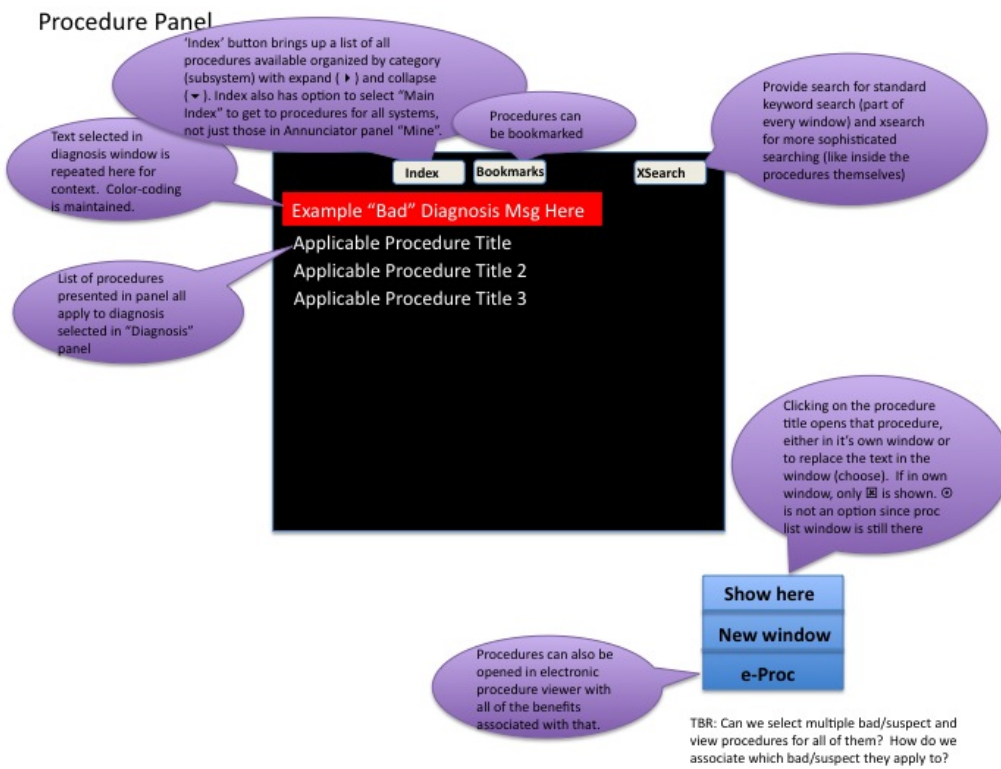 Procedure Panel
'Index' button brings up a list of all
procedures available organized by category
(subsystem) with expand ( ▸ ) and collapse
( ▾ ). Index also has option to select "Main
Index" to get to procedures for all systems,
not just those in Annunciator panel "Mine".
Procedures can
be bookmarked
Provide search for standard
keyword search (part of
every window) and xsearch
for more sophisticated
searching (like inside the
procedures themselves)
Text selected in
diagnosis window is
repeated here for
context. Color-coding
is maintained.
Index
Bookmarks
XSearch
Example "Bad" Diagnosis Msg Here
Applicable Procedure Title
Applicable Procedure Title 2
Applicable Procedure Title 3
List of procedures
presented in panel all
apply to diagnosis
selected in "Diagnosis"
panel
Clicking on the procedure
title opens that procedure,
either in it's own window or
to replace the text in the
window (choose). If in own
window, only ⊠ is shown. ⊙
is not an option since proc
list window is still there
Show here
New window
e-Proc
Procedures can also be
opened in electronic
procedure viewer with
all of the benefits
associated with that.
TBR: Can we select multiple bad/suspect and
view procedures for all of them? How do we
associate which bad/suspect they apply to?